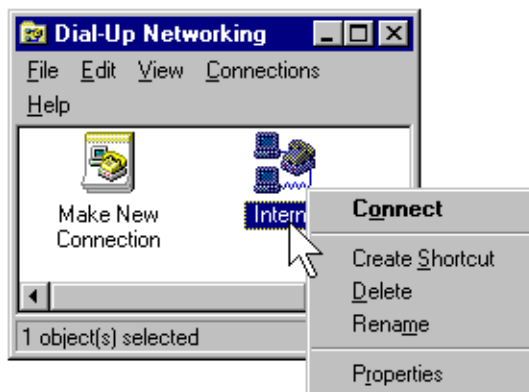 Dial-Up Networking
File Edit View Connections
Help
Make New
Connection
Intern
Connect
Create Shortcut
Delete
Rename
Properties
1 object(s) selected